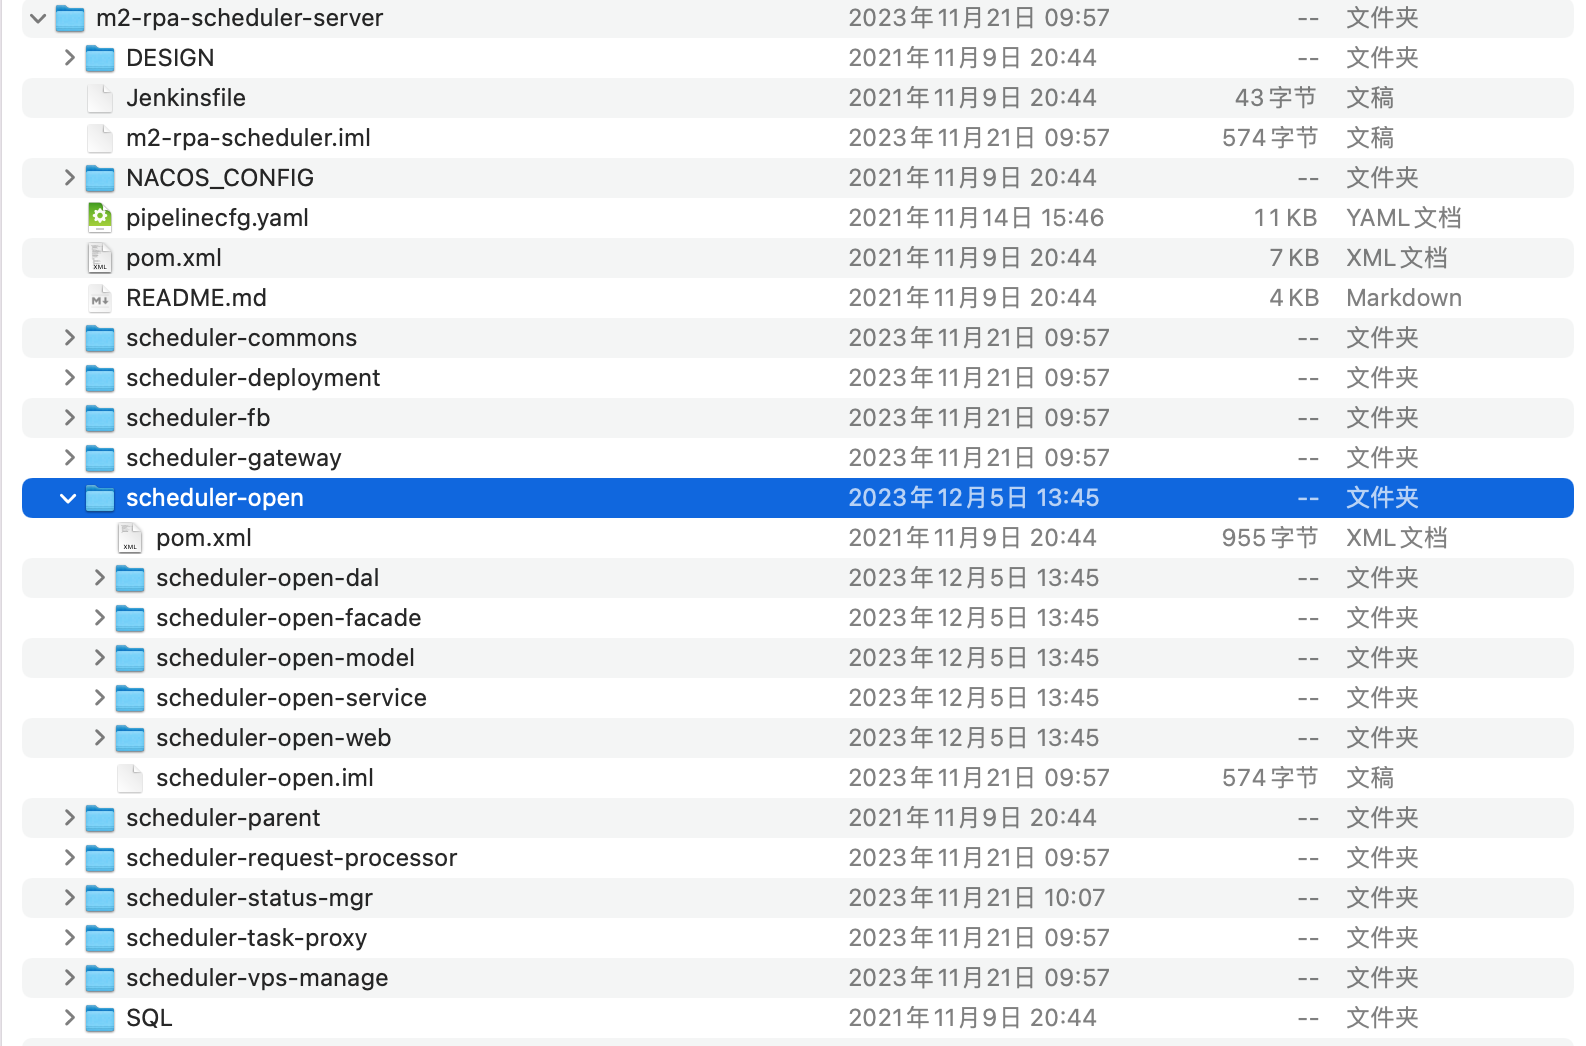 m2-rpa-scheduler-server 2023年11月21日 09:57 -- 文件夹
DESIGN 2021年11月9日 20:44 -- 文件夹
Jenkinsfile 2021年11月9日 20:44 43字节 文稿
m2-rpa-scheduler.iml 2023年11月21日 09:57 574字节 文稿
NACOS_CONFIG 2021年11月9日 20:44 -- 文件夹
pipelinecfg.yaml 2021年11月14日 15:46 11 KB YAML文档
XML pom.xml 2021年11月9日 20:44 7 KB XML文档
M↓ README.md 2021年11月9日 20:44 4 KB Markdown
scheduler-commons 2023年11月21日 09:57 -- 文件夹
scheduler-deployment 2023年11月21日 09:57 -- 文件夹
scheduler-fb 2023年11月21日 09:57 -- 文件夹
scheduler-gateway 2023年11月21日 09:57 -- 文件夹
scheduler-open 2023年12月5日 13:45 -- 文件夹
XML pom.xml 2021年11月9日 20:44 955字节 XML文档
scheduler-open-dal 2023年12月5日 13:45 -- 文件夹
scheduler-open-facade 2023年12月5日 13:45 -- 文件夹
scheduler-open-model 2023年12月5日 13:45 -- 文件夹
scheduler-open-service 2023年12月5日 13:45 -- 文件夹
scheduler-open-web 2023年12月5日 13:45 -- 文件夹
scheduler-open.iml 2023年11月21日 09:57 574字节 文稿
scheduler-parent 2021年11月9日 20:44 -- 文件夹
scheduler-request-processor 2023年11月21日 09:57 -- 文件夹
scheduler-status-mgr 2023年11月21日 10:07 -- 文件夹
scheduler-task-proxy 2023年11月21日 09:57 -- 文件夹
scheduler-vps-manage 2023年11月21日 09:57 -- 文件夹
SQL 2021年11月9日 20:44 -- 文件夹